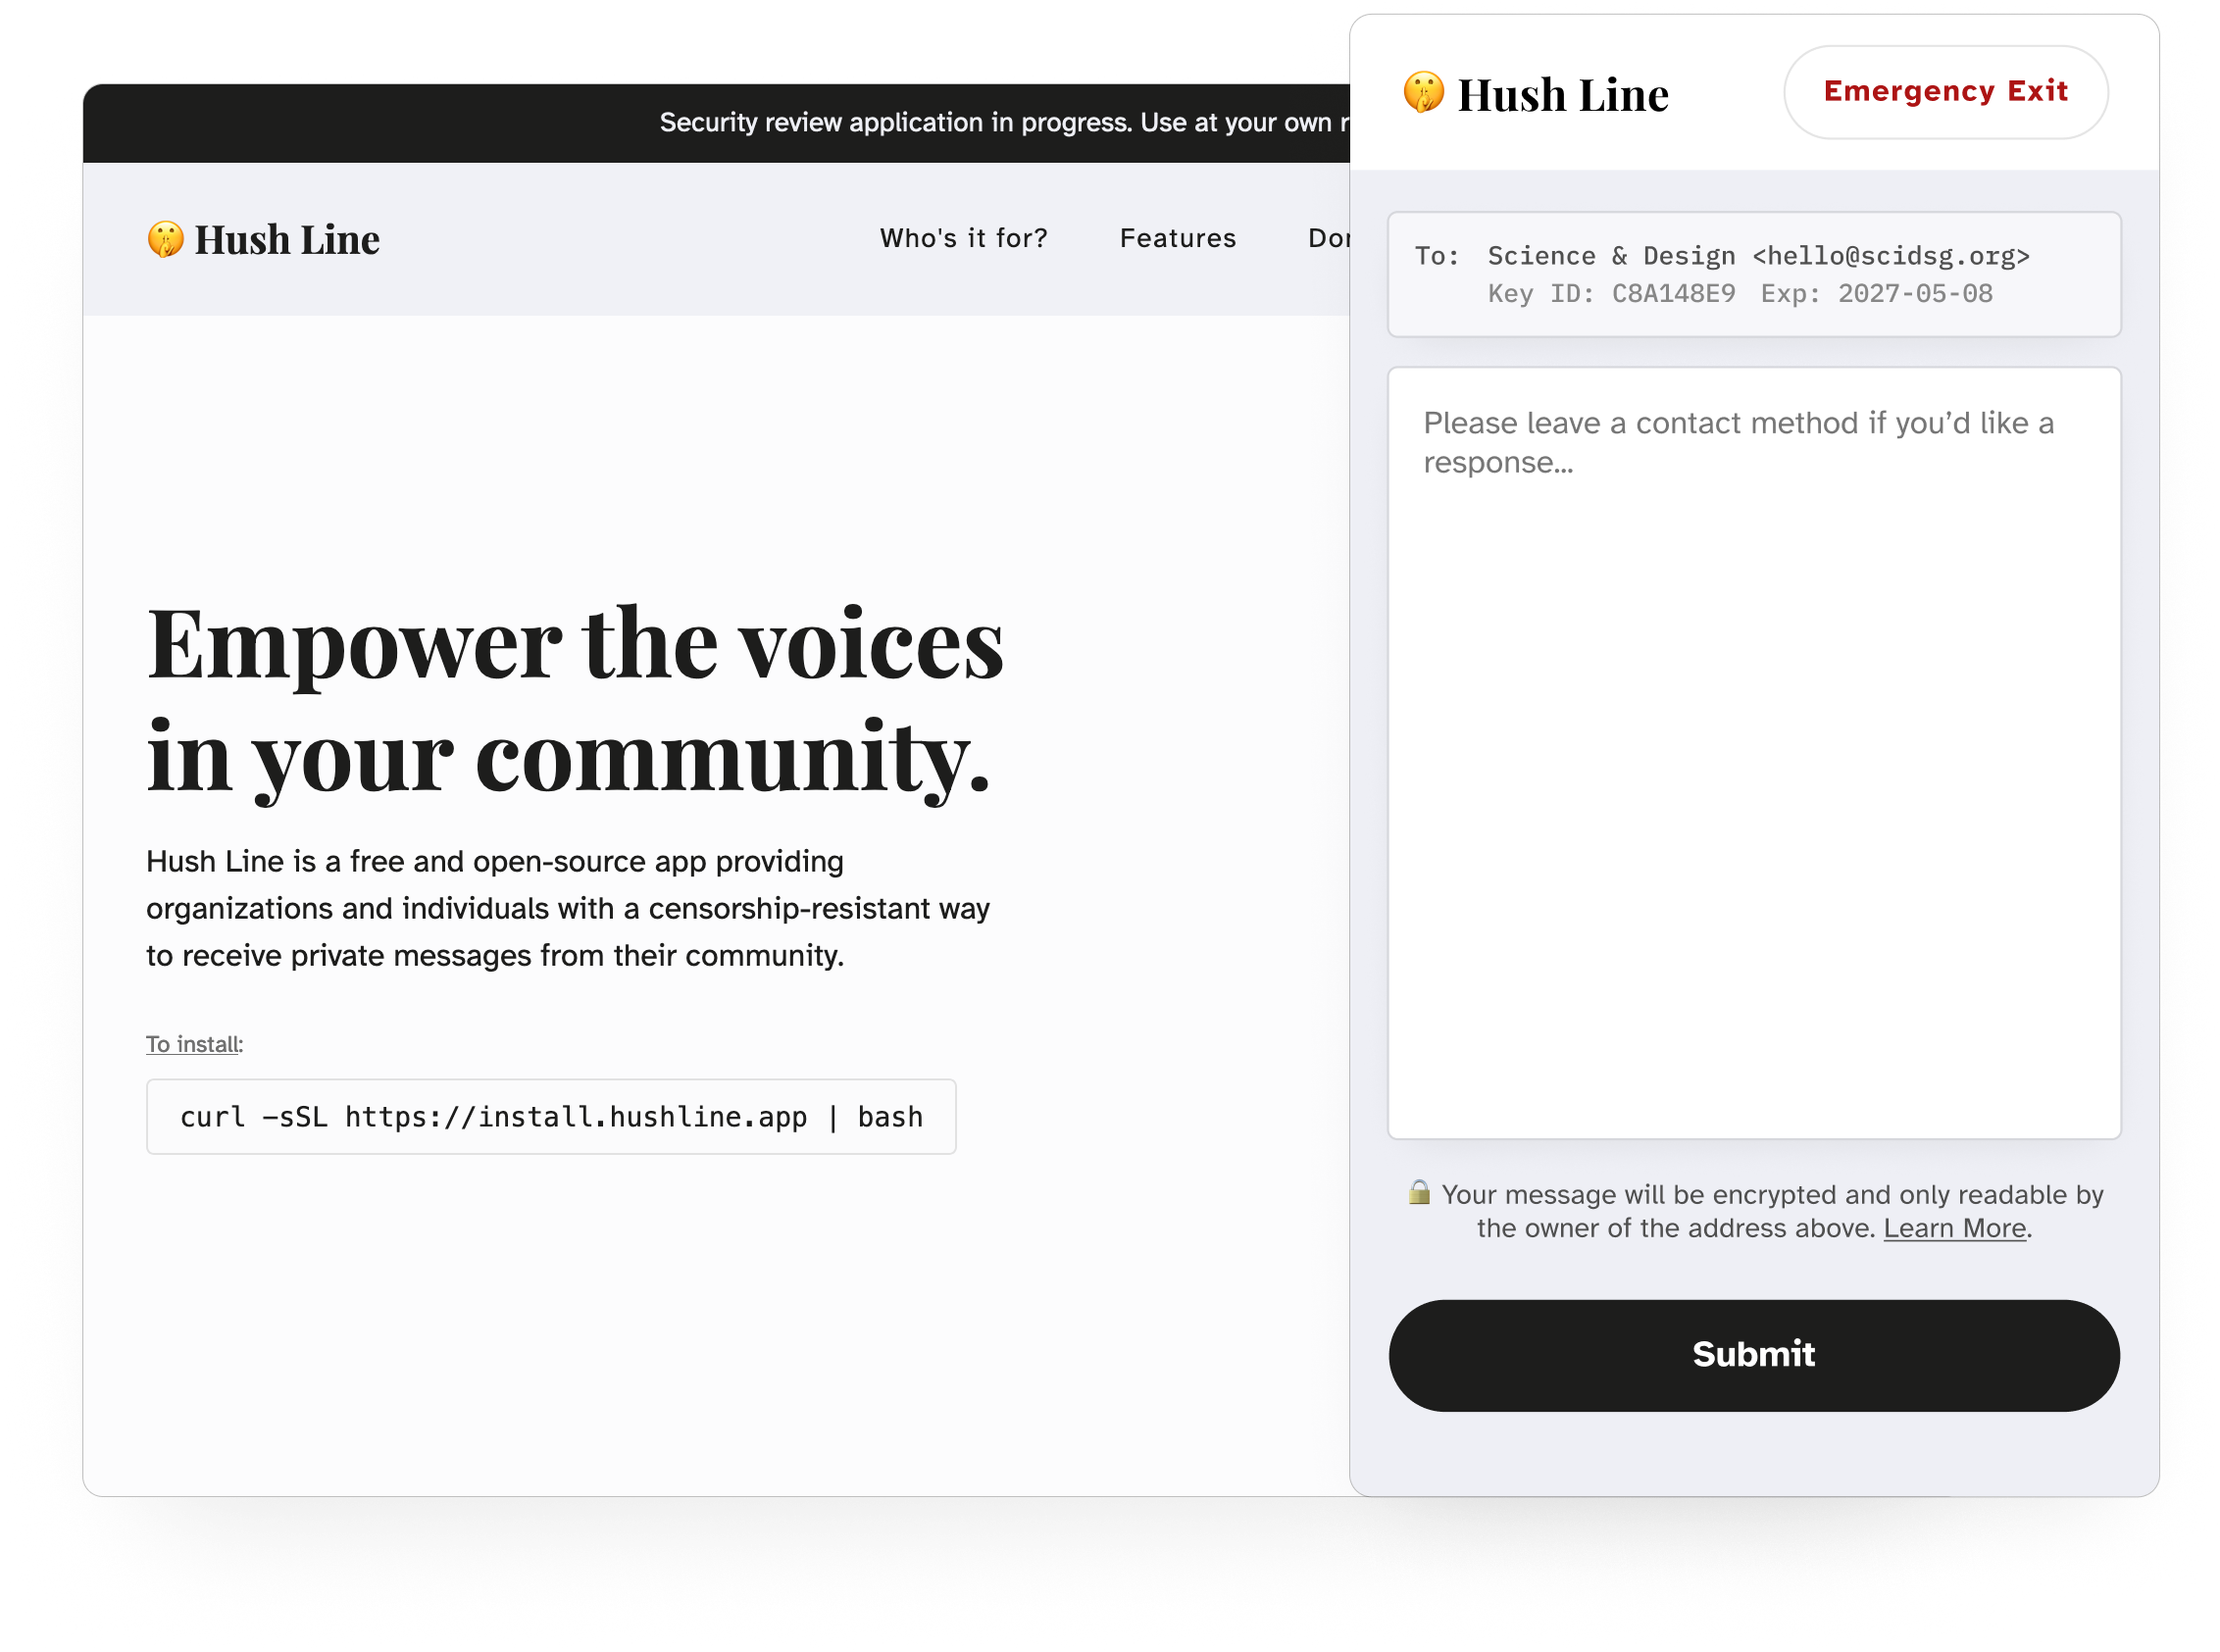 Security review application in progress. Use at your own
Hush Line
Who's it for?
Features
Empower the voices
in your community.
Hush Line is a free and open-source app providing
organizations and individuals with a censorship-resistant way
to receive private messages from their community.
To install:
curl -sSL https://install.hushline.app | bash
Hush Line
Emergency Exit
To: Science & Design <hello@scidsg.org>
Key ID: C8A148E9 Exp: 2027-05-08
Please leave a contact method if you’d like a
response...
🔒 Your message will be encrypted and only readable by
the owner of the address above. Learn More.
Submit